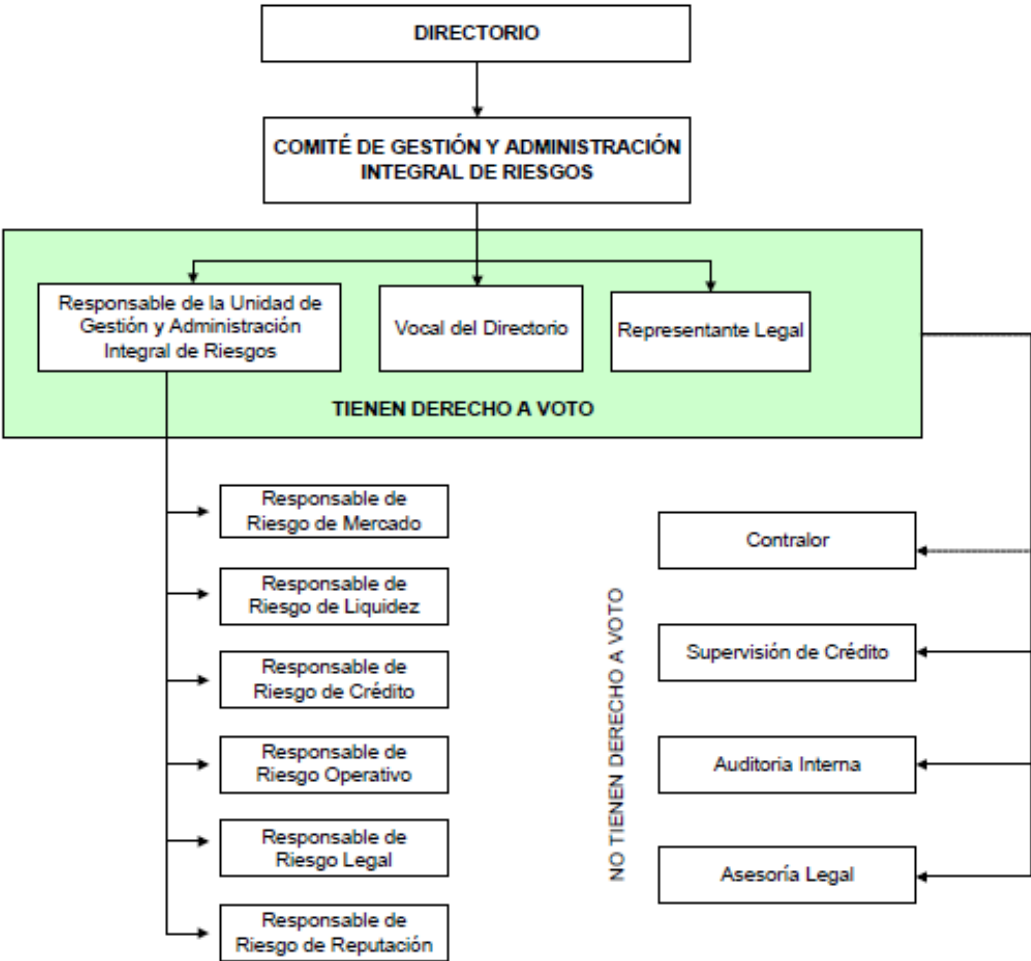 DIRECTORIO
COMITÉ DE GESTIÓN Y ADMINISTRACIÓN
INTEGRAL DE RIESGOS
Responsable de la Unidad de
Gestión y Administración
Integral de Riesgos
Vocal del Directorio
Representante Legal
TIENEN DERECHO A VOTO
Responsable de
Riesgo de Mercado
Responsable de
Riesgo de Liquidez
Responsable de
Riesgo de Crédito
Responsable de
Riesgo Operativo
Responsable de
Riesgo Legal
Responsable de
Riesgo de Reputación
NO TIENEN DERECHO A VOTO
Contralor
Supervisión de Crédito
Auditoria Interna
Asesoría Legal